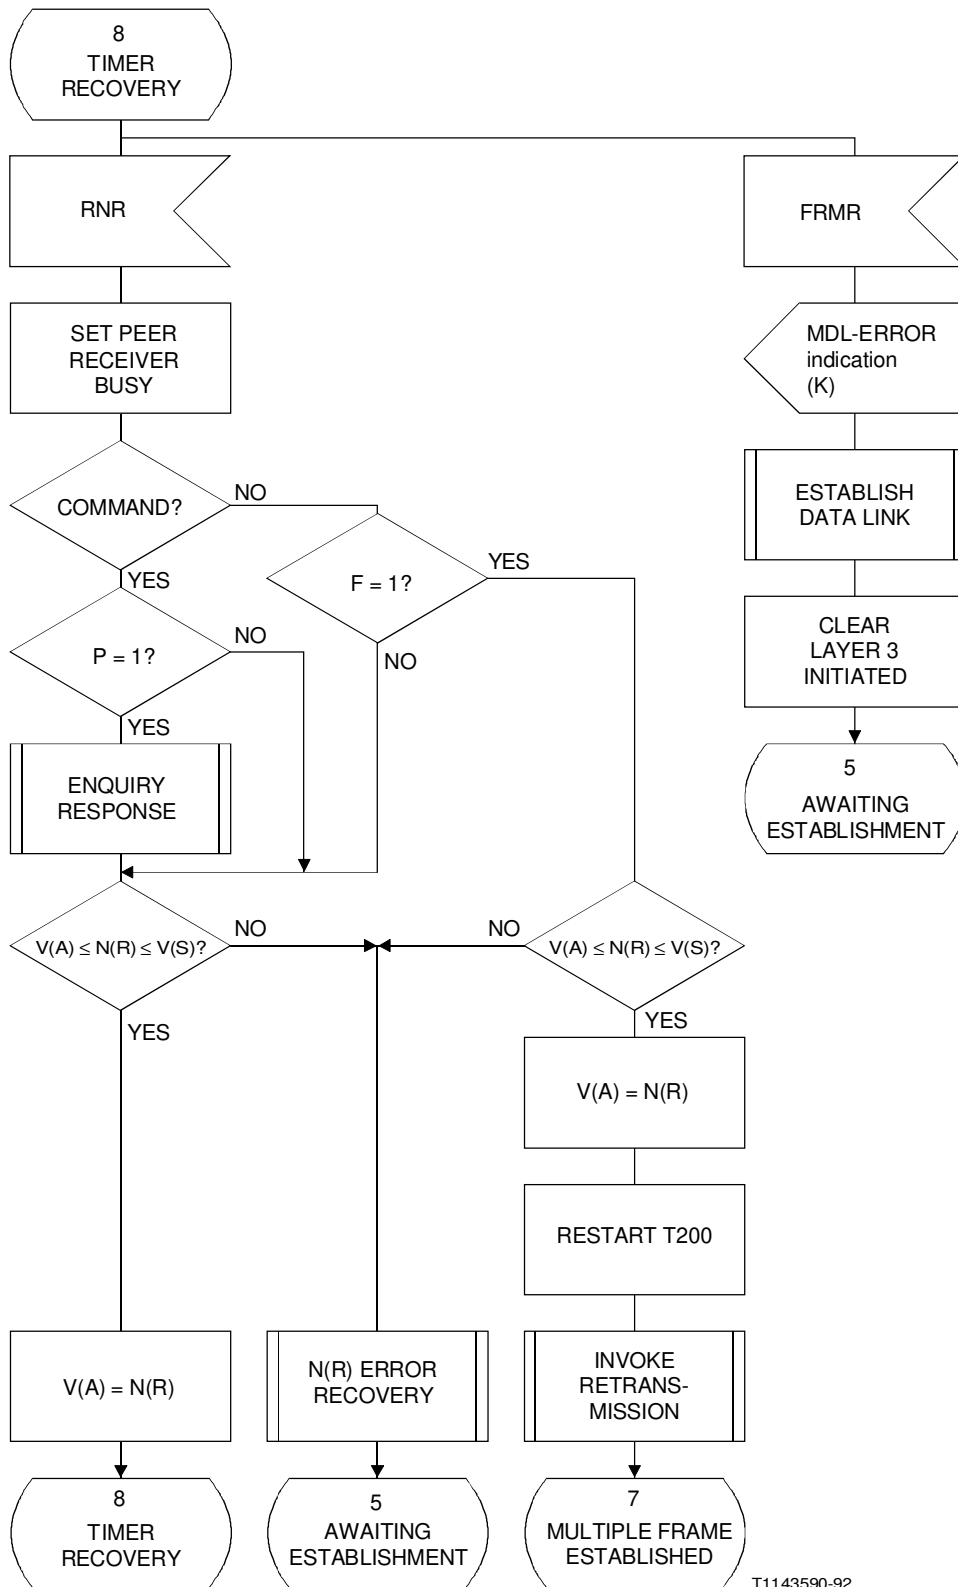 8
TIMER
RECOVERY
RNR
FRMR
SET PEER
RECEIVER
BUSY
MDL-ERROR
indication
(K)
COMMAND?
NO
YES
F = 1?
YES
NO
ESTABLISH
DATA LINK
P = 1?
NO
YES
CLEAR
LAYER 3
INITIATED
ENQUIRY
RESPONSE
5
AWAITING
ESTABLISHMENT
V(A) ≤ N(R) ≤ V(S)?
NO
YES
NO
V(A) ≤ N(R) ≤ V(S)?
YES
V(A) = N(R)
RESTART T200
V(A) = N(R)
N(R) ERROR
RECOVERY
INVOKE
RETRANS-
MISSION
8
TIMER
RECOVERY
5
AWAITING
ESTABLISHMENT
7
MULTIPLE FRAME
ESTABLISHED
T1143590-92